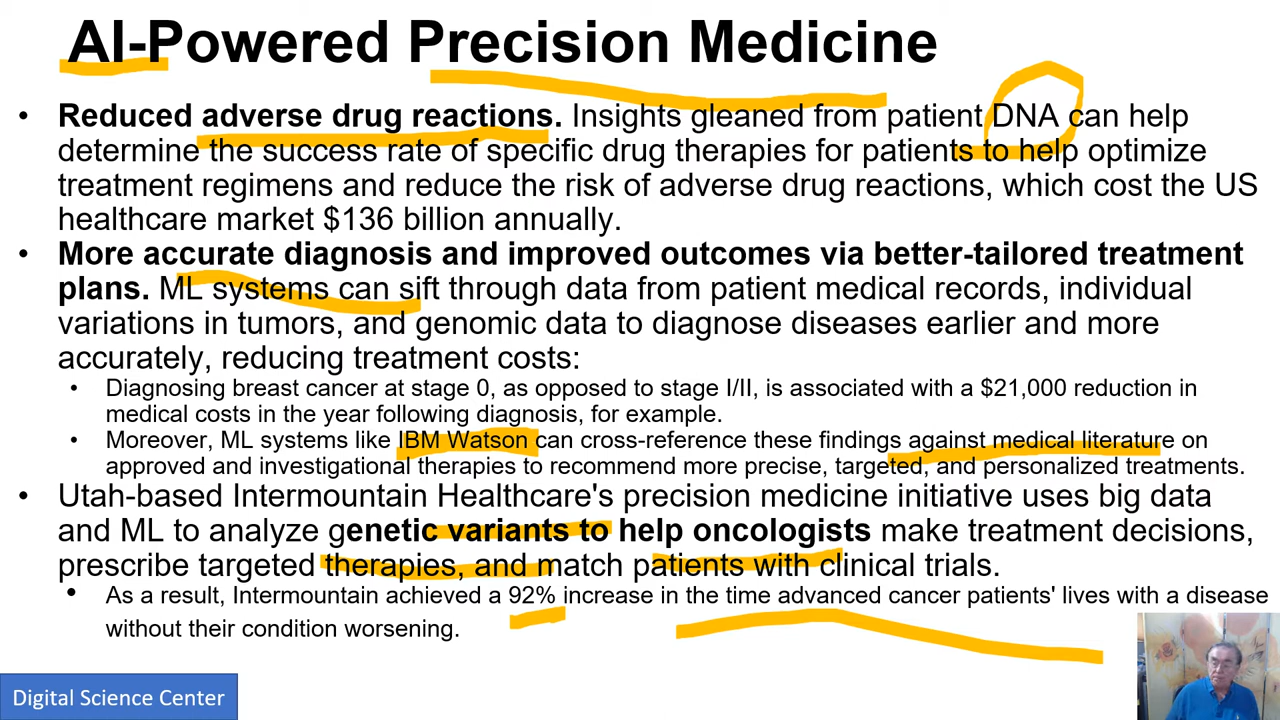 AI-Powered Precision Medicine
• Reduced adverse drug reactions. Insights gleaned from patient DNA can help
determine the success rate of specific drug therapies for patients to help optimize
treatment regimens and reduce the risk of adverse drug reactions, which cost the US
healthcare market $136 billion annually.
• More accurate diagnosis and improved outcomes via better-tailored treatment
plans. ML systems can sift through data from patient medical records, individual
variations in tumors, and genomic data to diagnose diseases earlier and more
accurately, reducing treatment costs:
• Diagnosing breast cancer at stage 0, as opposed to stage I/II, is associated with a $21,000 reduction in
medical costs in the year following diagnosis, for example.
• Moreover, ML systems like IBM Watson can cross-reference these findings against medical literature on
approved and investigational therapies to recommend more precise, targeted, and personalized treatments.
• Utah-based Intermountain Healthcare's precision medicine initiative uses big data
and ML to analyze genetic variants to help oncologists make treatment decisions,
prescribe targeted therapies, and match patients with clinical trials.
• As a result, Intermountain achieved a 92% increase in the time advanced cancer patients' lives with a disease
without their condition worsening.
Digital Science Center